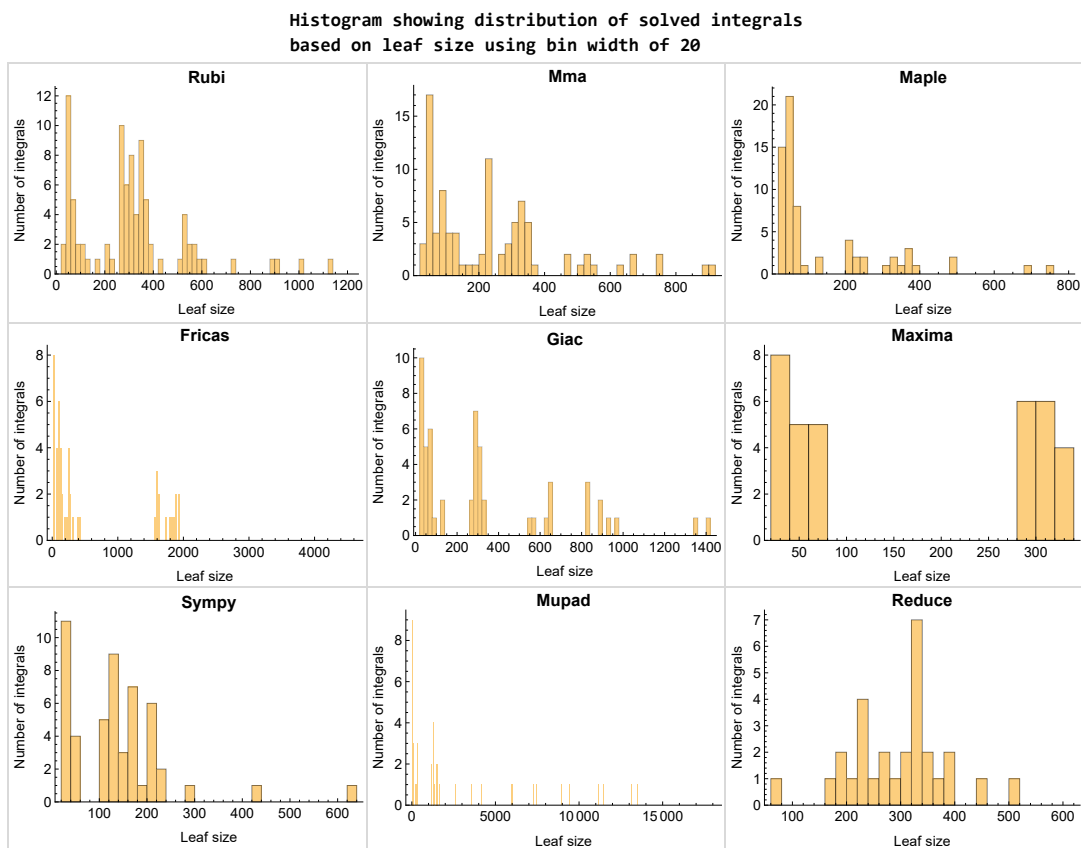 Histogram showing distribution of solved integrals
based on leaf size using bin width of 20
Rubi
Number of integrals
12
10
8
6
4
2
0
0 200 400 600 800 1000 1200
Leaf size
Mma
Number of integrals
15
10
5
0
200 400 600 800
Leaf size
Maple
Number of integrals
20
15
10
5
0
200 400 600 800
Leaf size
Fricas
Number of integrals
8
6
4
2
0
0 1000 2000 3000 4000
Leaf size
Giac
Number of integrals
10
8
6
4
2
0
0 200 400 600 800 1000 1200 1400
Leaf size
Maxima
Number of integrals
8
6
4
2
0
50 100 150 200 250 300
Leaf size
Sympy
Number of integrals
10
8
6
4
2
0
100 200 300 400 500 600
Leaf size
Mupad
Number of integrals
8
6
4
2
0
0 5000 10000 15000
Leaf size
Reduce
Number of integrals
7
6
5
4
3
2
1
0
100 200 300 400 500 600
Leaf size